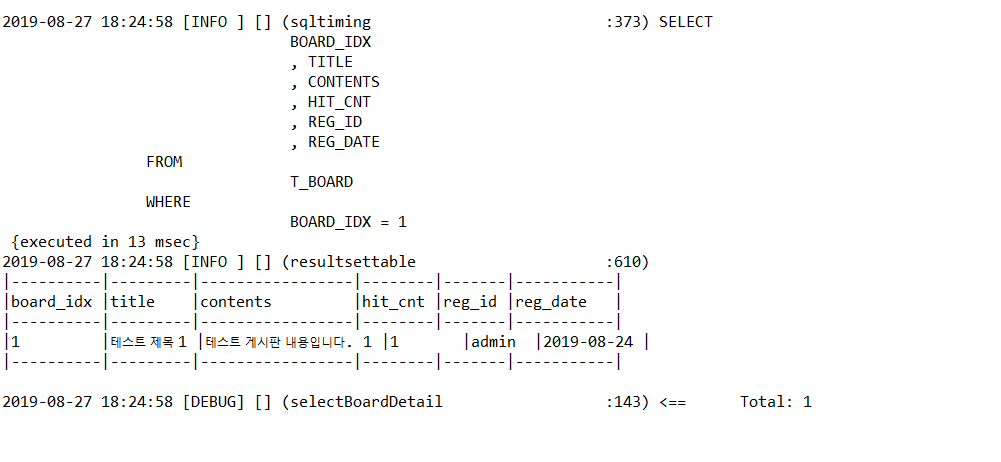 2019-08-27 18:24:58 [INFO ] [] (sqltiming                          :373) SELECT
                                BOARD_IDX
                                , TITLE
                                , CONTENTS
                                , HIT_CNT
                                , REG_ID
                                , REG_DATE
                FROM
                                T_BOARD
                WHERE
                                BOARD_IDX = 1
 {executed in 13 msec}
2019-08-27 18:24:58 [INFO ] [] (resultsettable                     :610)
|----------|---------|-----------------|--------|-------|-----------|
|board_idx |title    |contents         |hit_cnt |reg_id |reg_date   |
|----------|---------|-----------------|--------|-------|-----------|
|1         |테스트 제목 1 |테스트 게시판 내용입니다. 1 |1       |admin  |2019-08-24 |
|----------|---------|-----------------|--------|-------|-----------|
2019-08-27 18:24:58 [DEBUG] [] (selectBoardDetail                  :143) <==      Total: 1